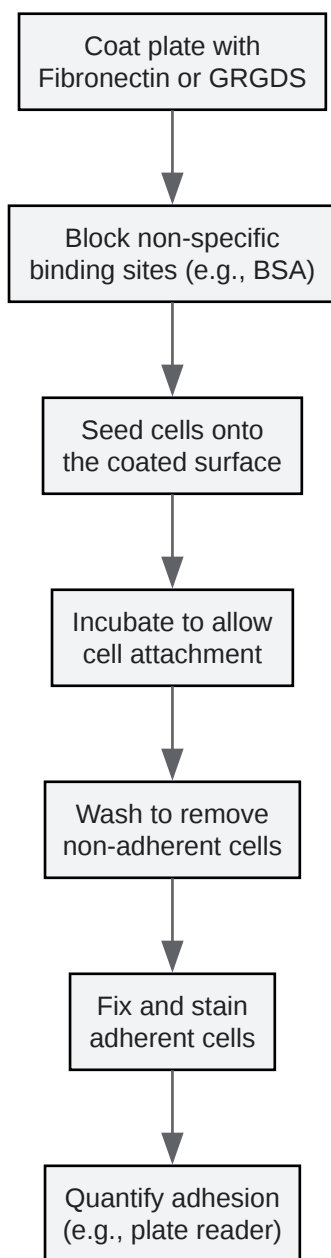 Coat plate with
Fibronectin or GRGDS
Block non-specific
binding sites (e.g., BSA)
Seed cells onto
the coated surface
Incubate to allow
cell attachment
Wash to remove
non-adherent cells
Fix and stain
adherent cells
Quantify adhesion
(e.g., plate reader)